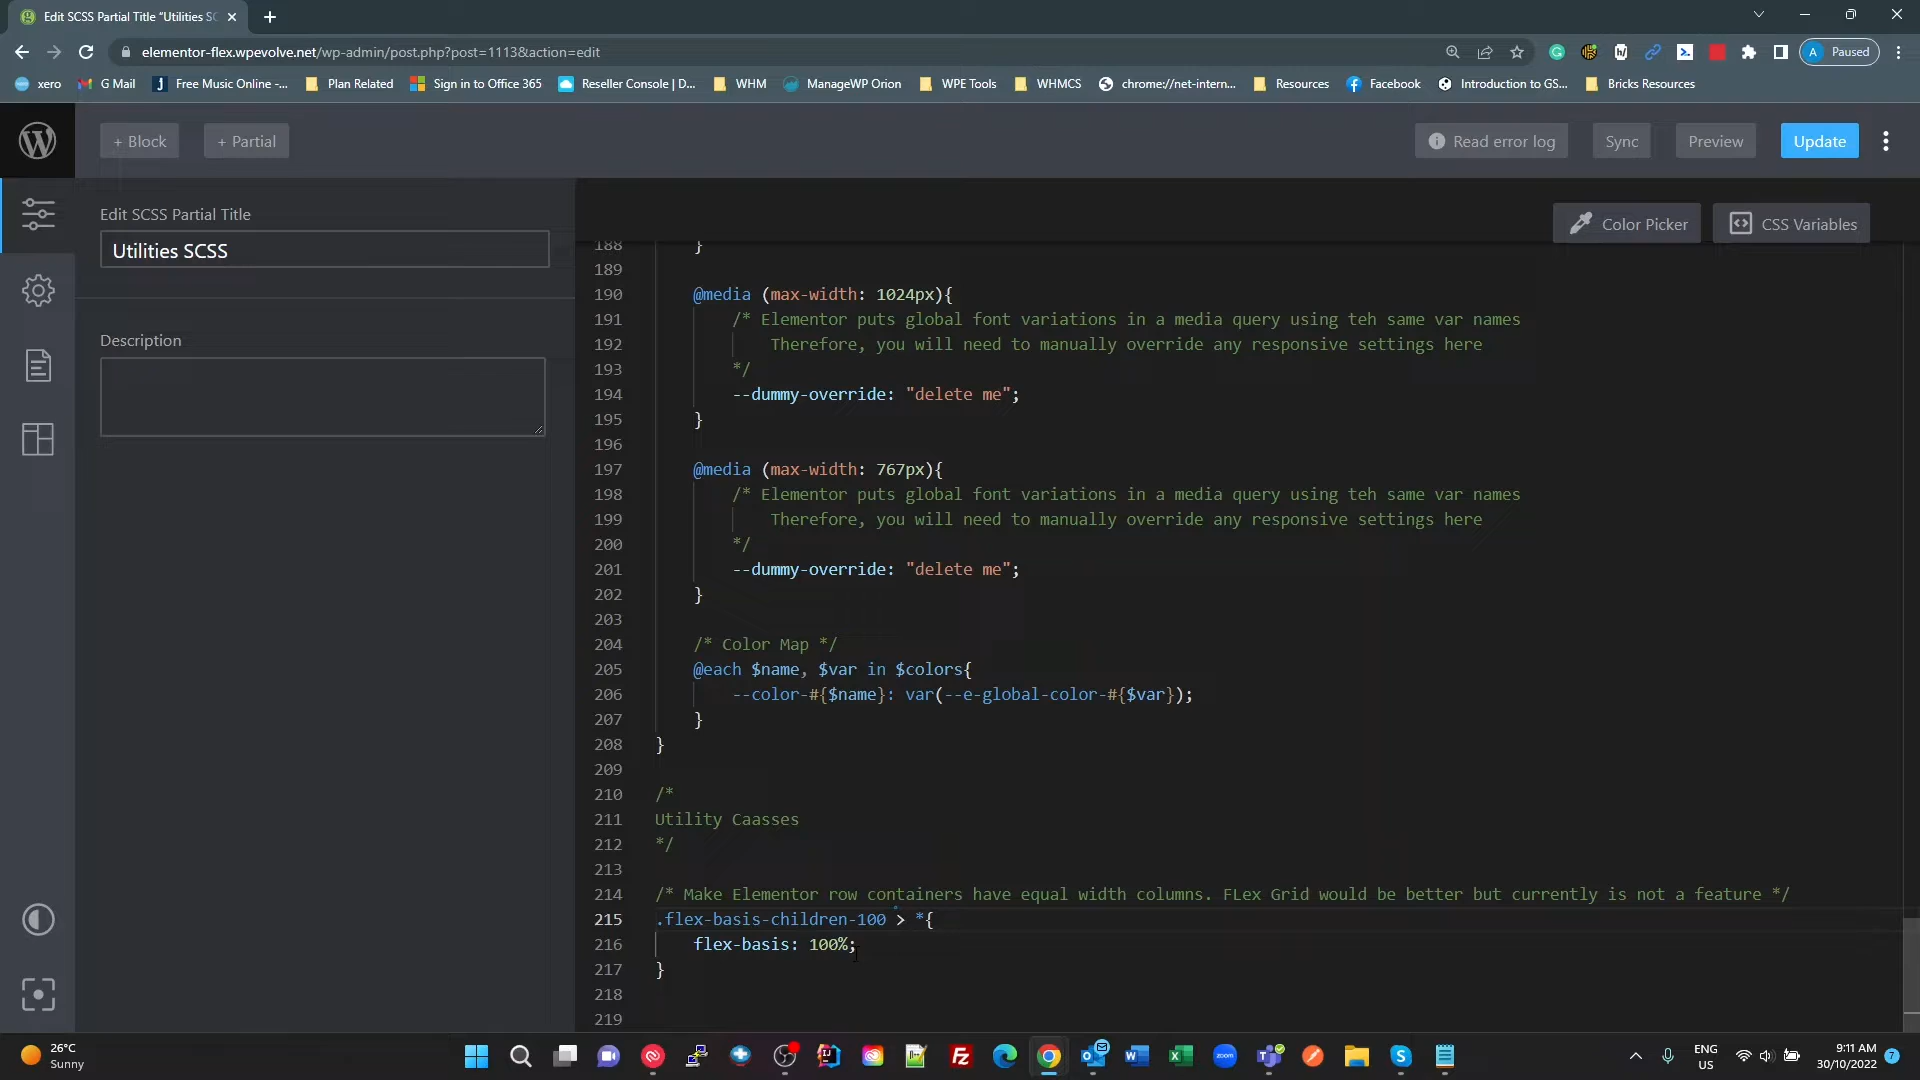 Edit SCSS Partial Title "Utilities SC
elementor-flex.wpevolve.net/wp-admin/post.php?post=1113&action=edit
A Paused
xero G Mail Free Music Online -... Plan Related Sign in to Office 365 Reseller Console | D... WHM ManageWP Orion WPE Tools WHMCS chrome://net-intern... Resources Facebook Introduction to GS... Bricks Resources
+ Block + Partial Read error log Sync Preview Update
Edit SCSS Partial Title
Utilities SCSS
Description
Color Picker CSS Variables
188 }
189
190 @media (max-width: 1024px){
191 /* Elementor puts global font variations in a media query using teh same var names
192 Therefore, you will need to manually override any responsive settings here
193 */
194 --dummy-override: "delete me";
195 }
196
197 @media (max-width: 767px){
198 /* Elementor puts global font variations in a media query using teh same var names
199 Therefore, you will need to manually override any responsive settings here
200 */
201 --dummy-override: "delete me";
202 }
203
204 /* Color Map */
205 @each $name, $var in $colors{
206 --color-#{$name}: var(--e-global-color-#{$var});
207 }
208 }
209
210 /*
211 Utility Caasses
212 */
213
214 /* Make Elementor row containers have equal width columns. FLex Grid would be better but currently is not a feature */
215 .flex-basis-children-100 > *{
216 flex-basis: 100%;
217 }
218
219
26°C
Sunny
zoom
ENG
US
9:11 AM
30/10/2022
7